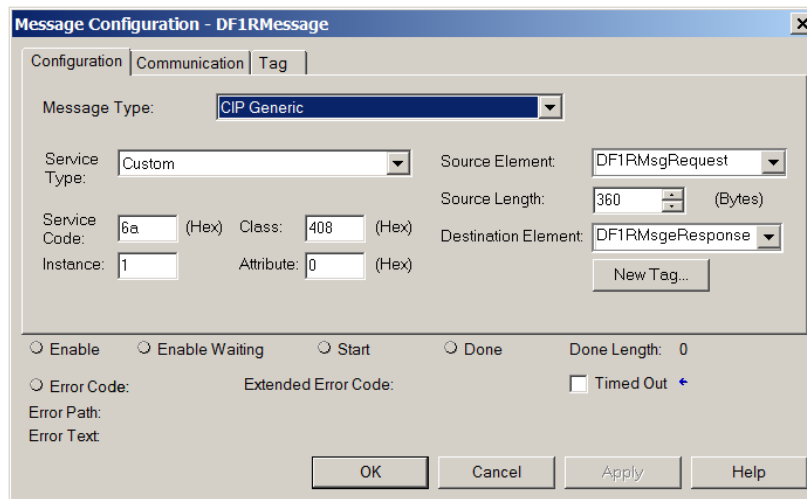 Message Configuration - DF1RMessage
Configuration Communication Tag
Message Type: CIP Generic
Service Type: Custom
Source Element: DF1RMsgRequest
Source Length: 360 (Bytes)
Service Code: 6a (Hex) Class: 408 (Hex)
Destination Element: DF1RMsgeResponse
Instance: 1 Attribute: 0 (Hex)
New Tag...
Enable Enable Waiting Start Done Done Length: 0
Error Code: Extended Error Code: Timed Out
Error Path:
Error Text:
OK Cancel Apply Help